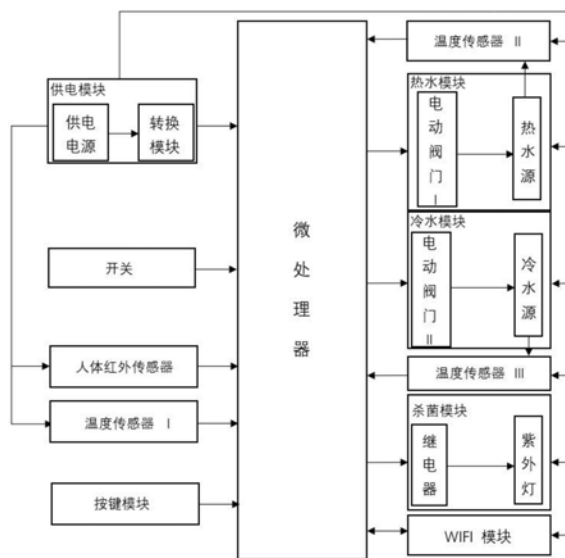 供电模块
供电
电源
转换
模块
开关
人体红外传感器
温度传感器 I
按键模块
微
处
理
器
温度传感器 II
热水模块
电
动
阀
门
I
热
水
源
冷水模块
电
动
阀
门
II
冷
水
源
温度传感器 III
杀菌模块
继
电
器
紫
外
灯
WIFI 模块